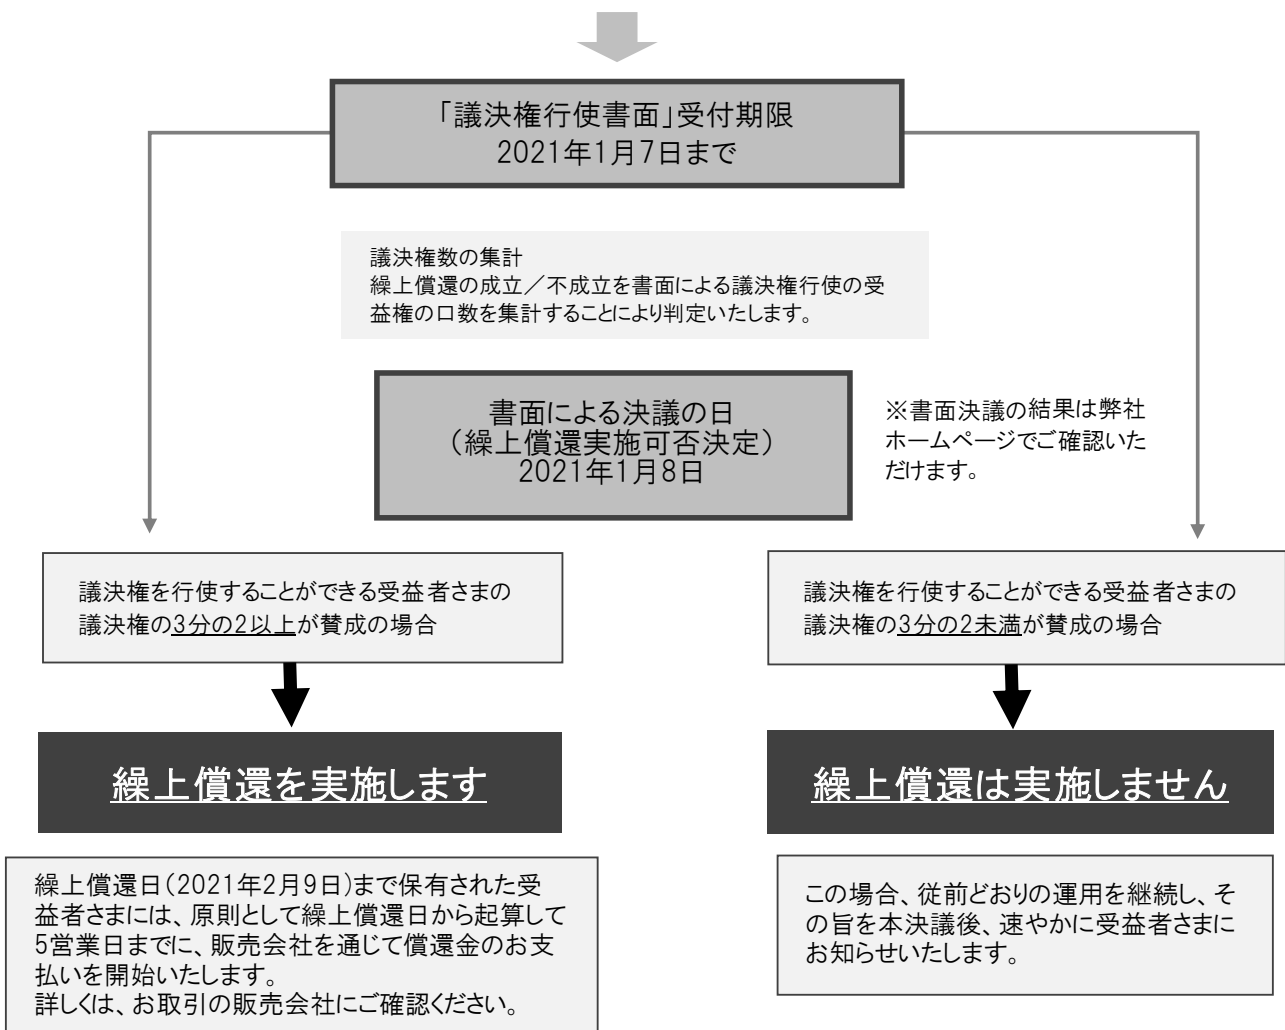 「議決権行使書面」受付期限
2021年1月7日まで
議決権数の集計
繰上償還の成立／不成立を書面による議決権行使の受
益権の口数を集計することにより判定いたします。
書面による決議の日
（繰上償還実施可否決定）
2021年1月8日
※書面決議の結果は弊社
ホームページでご確認いた
だけます。
議決権を行使することができる受益者さまの
議決権の3分の2以上が賛成の場合
繰上償還を実施します
繰上償還日（2021年2月9日）まで保有された受
益者さまには、原則として繰上償還日から起算して
5営業日までに、販売会社を通じて償還金のお支
払いを開始いたします。
詳しくは、お取引の販売会社にご確認ください。
議決権を行使することができる受益者さまの
議決権の3分の2未満が賛成の場合
繰上償還は実施しません
この場合、従前どおりの運用を継続し、そ
の旨を本決議後、速やかに受益者さまに
お知らせいたします。